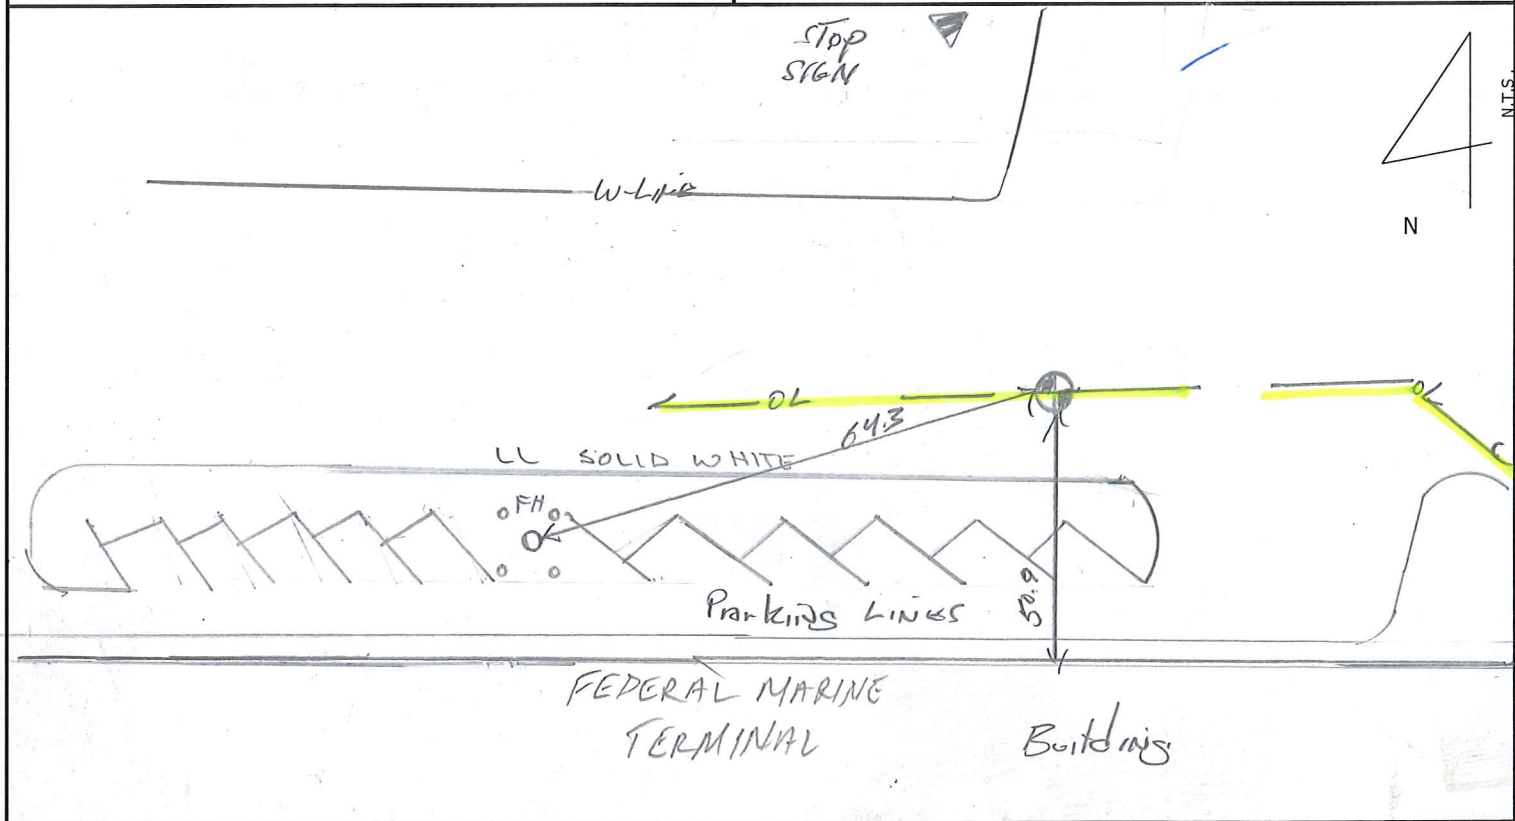 STOP
SIGN
N.T.S.
W-Line
N
OL
64.3
LL SOLID WHITE
FH
Parking LINES
50.9
FEDERAL MARINE
TERMINAL
Building